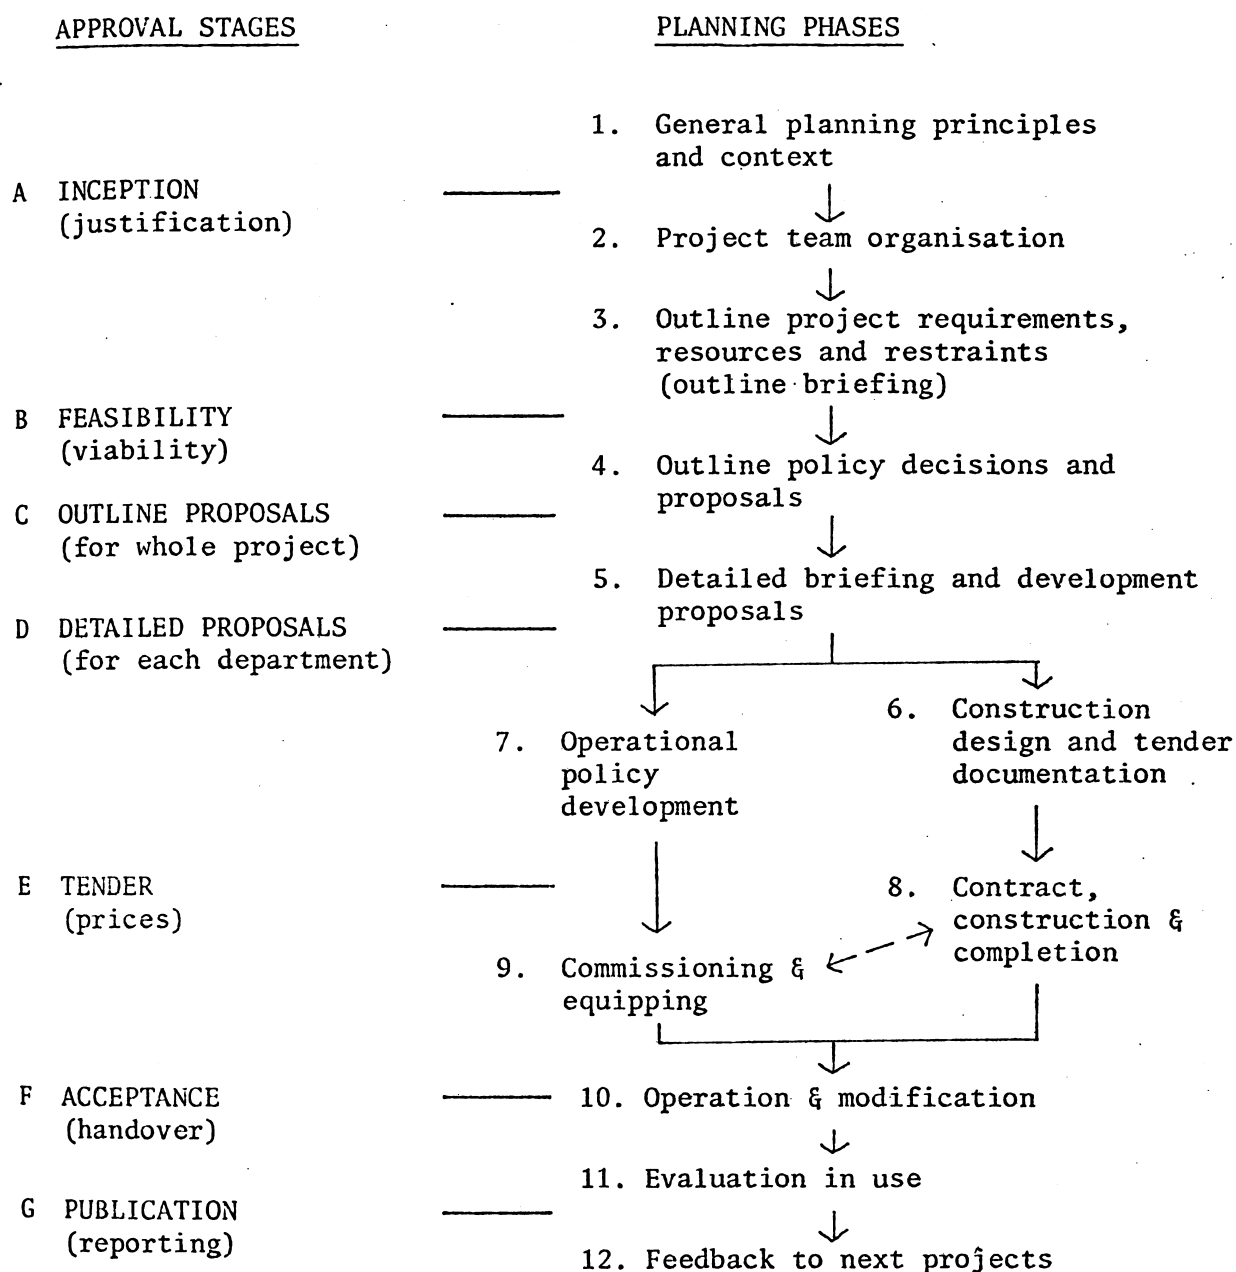 APPROVAL STAGES
PLANNING PHASES
1. General planning principles
and context
A INCEPTION
(justification)
2. Project team organisation
3. Outline project requirements,
resources and restraints
(outline briefing)
B FEASIBILITY
(viability)
4. Outline policy decisions and
proposals
C OUTLINE PROPOSALS
(for whole project)
5. Detailed briefing and development
proposals
D DETAILED PROPOSALS
(for each department)
6. Construction
design and tender
documentation
7. Operational
policy
development
E TENDER
(prices)
8. Contract,
construction &
completion
9. Commissioning &
equipping
F ACCEPTANCE
(handover)
10. Operation & modification
11. Evaluation in use
G PUBLICATION
(reporting)
12. Feedback to next projects